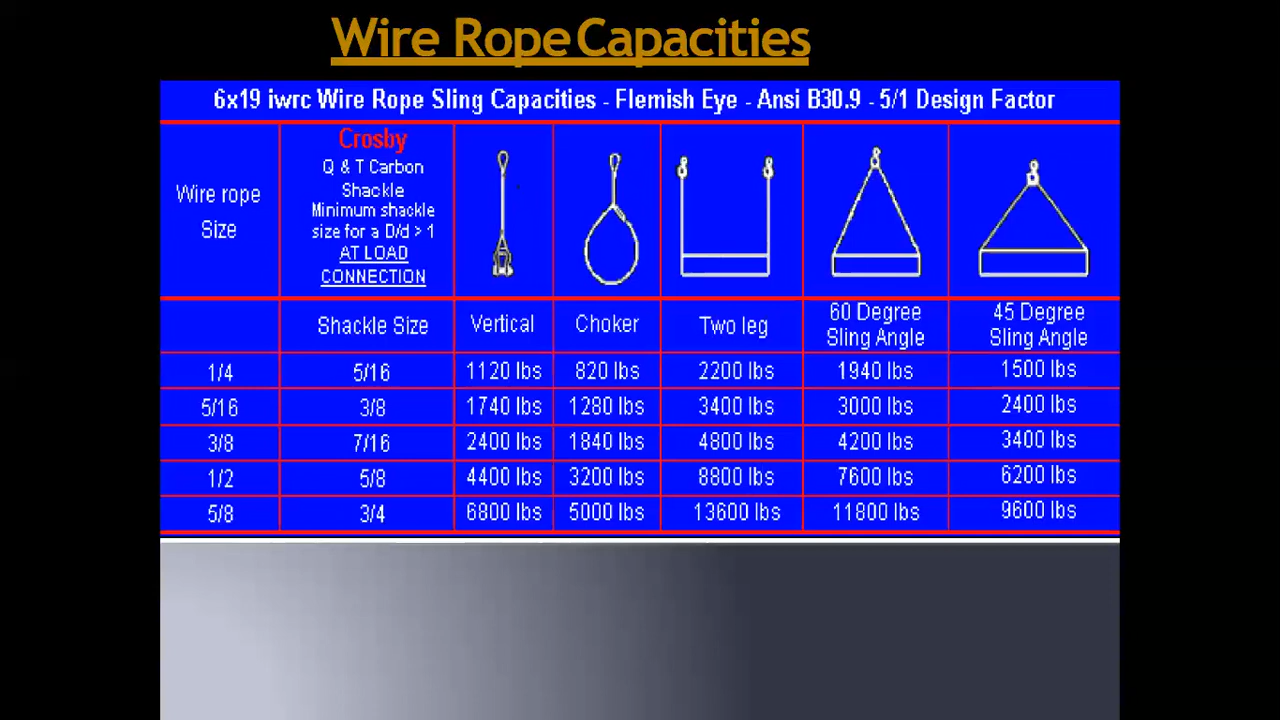 Wire Rope Capacities
6x19 iwrc Wire Rope Sling Capacities - Flemish Eye - Ansi B30.9 - 5/1 Design Factor
Wire rope
Size
Crosby
Q & T Carbon
Shackle
Minimum shackle
size for a D/d > 1
AT LOAD
CONNECTION
Shackle Size
Vertical
Choker
Two leg
60 Degree
Sling Angle
45 Degree
Sling Angle
1/4 5/16 1120 lbs 820 lbs 2200 lbs 1940 lbs 1500 lbs
5/16 3/8 1740 lbs 1280 lbs 3400 lbs 3000 lbs 2400 lbs
3/8 7/16 2400 lbs 1840 lbs 4800 lbs 4200 lbs 3400 lbs
1/2 5/8 4400 lbs 3200 lbs 8800 lbs 7600 lbs 6200 lbs
5/8 3/4 6800 lbs 5000 lbs 13600 lbs 11800 lbs 9600 lbs